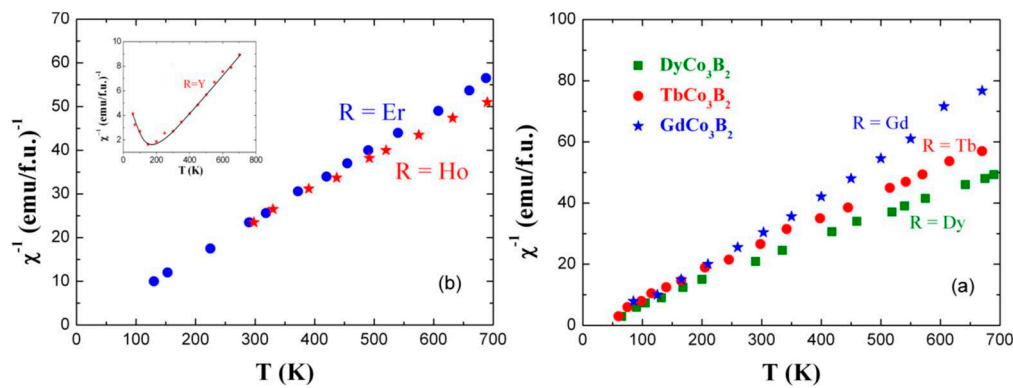 60
50
40
30
20
10
0
χ⁻¹ (emu/f.u.)⁻¹
0 100 200 300 400 500 600 700
T (K)
R = Er
R = Ho
(b)
10
8
6
4
2
χ⁻¹ (emu/f.u.)⁻¹
0 200 400 600 800
T (K)
R=Y
100
80
60
40
20
0
χ⁻¹ (emu/f.u.)
0 100 200 300 400 500 600 700
T (K)
DyCo₃B₂
TbCo₃B₂
GdCo₃B₂
R = Gd
R = Tb
R = Dy
(a)